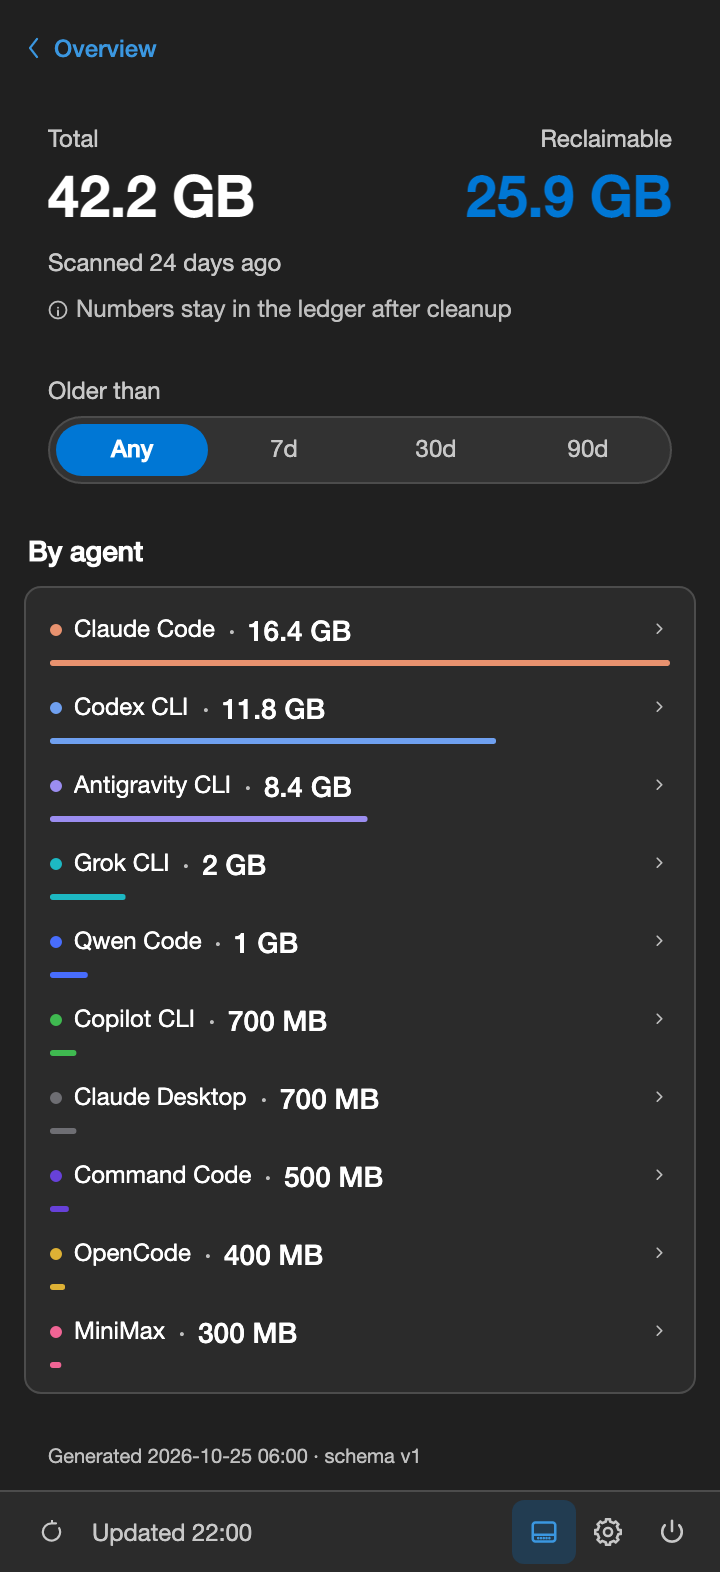 Overview
Total
Reclaimable
42.2 GB
25.9 GB
Scanned 24 days ago
Numbers stay in the ledger after cleanup
Older than
Any 7d 30d 90d
By agent
Claude Code · 16.4 GB
Codex CLI · 11.8 GB
Antigravity CLI · 8.4 GB
Grok CLI · 2 GB
Qwen Code · 1 GB
Copilot CLI · 700 MB
Claude Desktop · 700 MB
Command Code · 500 MB
OpenCode · 400 MB
MiniMax · 300 MB
Generated 2026-10-25 06:00 · schema v1
Updated 22:00